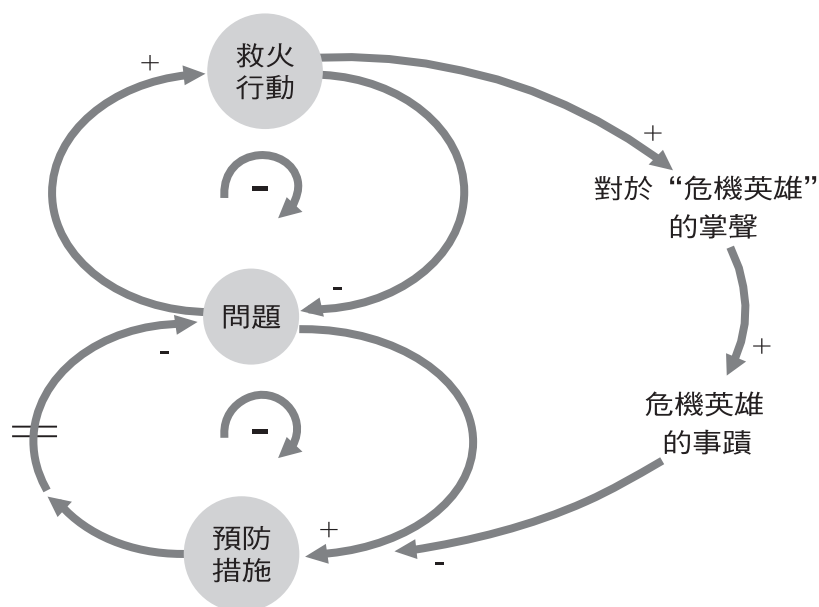 +
救火
行動
+
-
對於“危機英雄”
的掌聲
-
問題
-
+
-
危機英雄
的事蹟
+
預防
措施
-